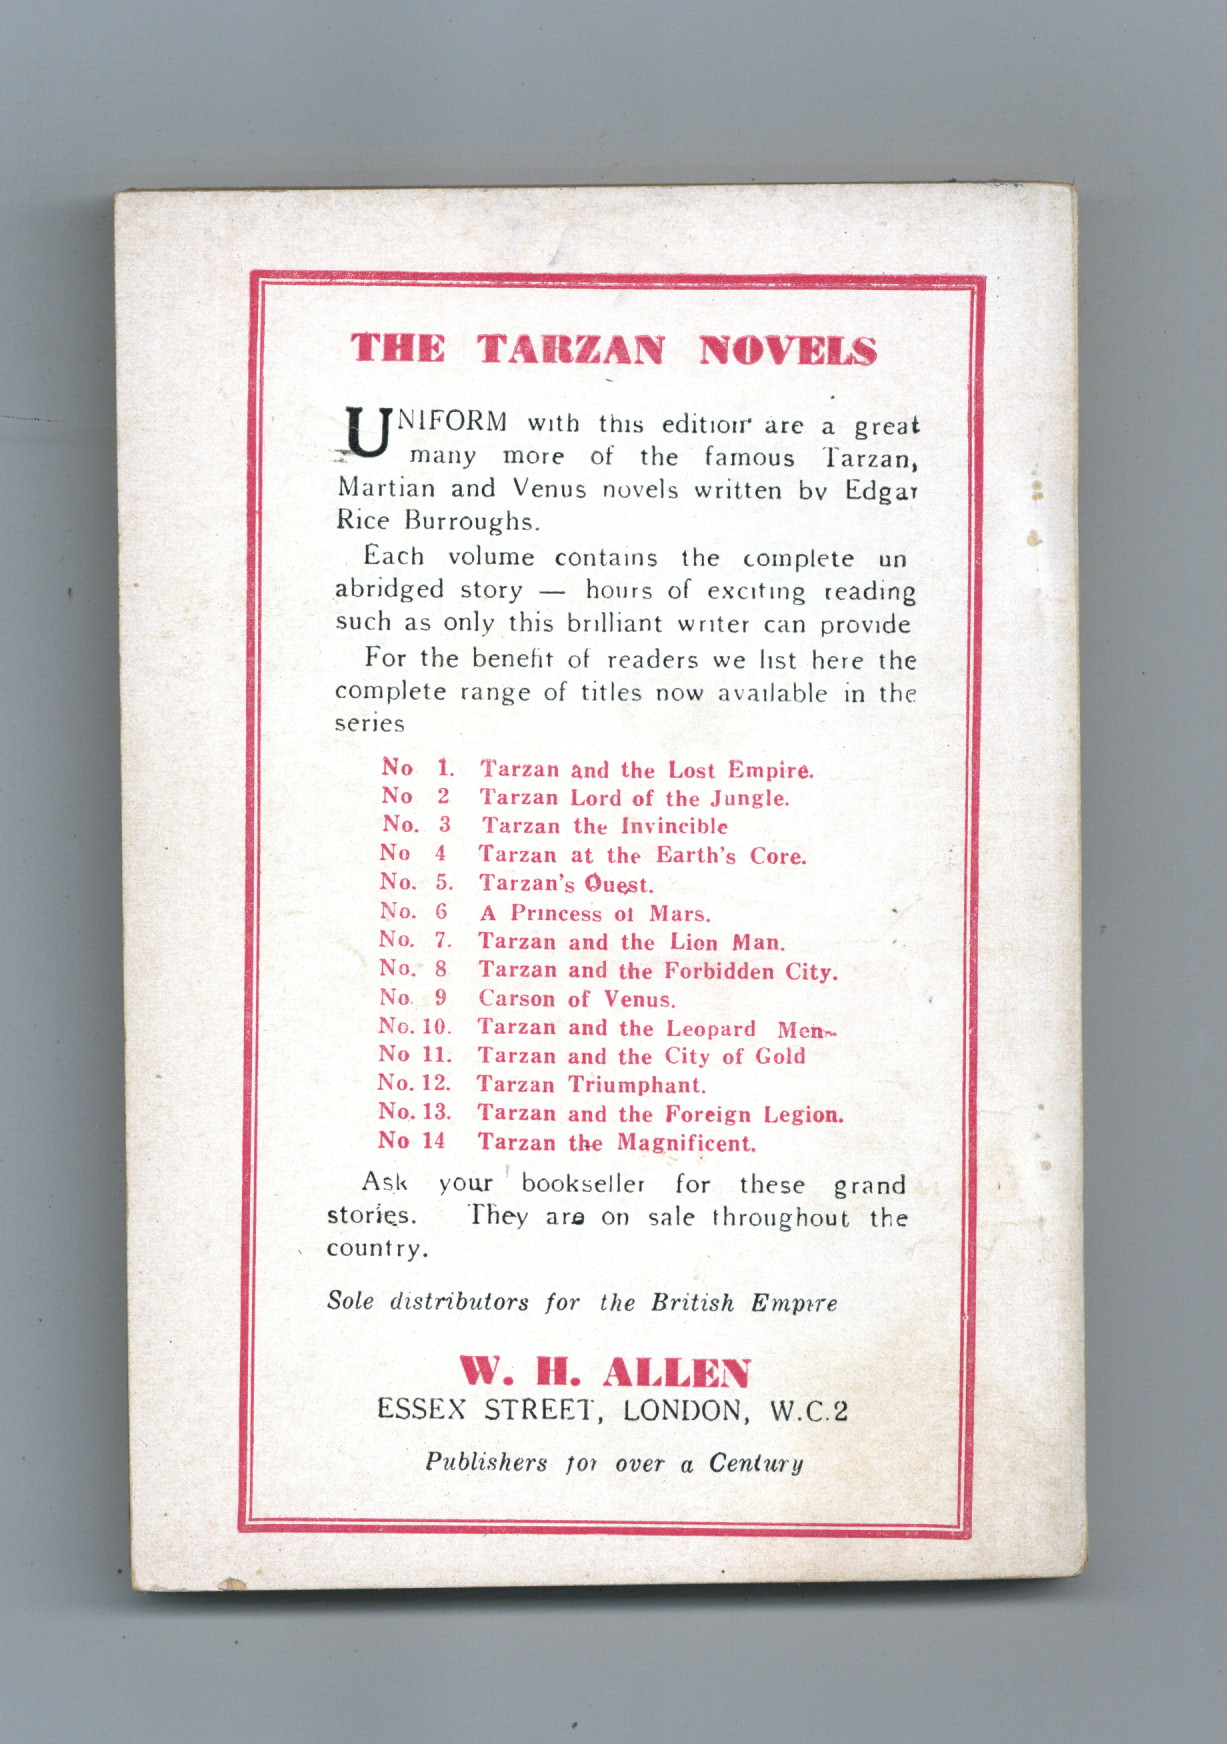 THE TARZAN NOVELS
UNIFORM with this edition are a great
many more of the famous Tarzan,
Martian and Venus novels written by Edgar
Rice Burroughs.
Each volume contains the complete un
abridged story — hours of exciting reading
such as only this brilliant writer can provide
For the benefit of readers we list here the
complete range of titles now available in the
series
No 1. Tarzan and the Lost Empire.
No 2 Tarzan Lord of the Jungle.
No. 3 Tarzan the Invincible
No 4 Tarzan at the Earth's Core.
No. 5. Tarzan's Quest.
No. 6 A Princess of Mars.
No. 7. Tarzan and the Lion Man.
No. 8 Tarzan and the Forbidden City.
No. 9 Carson of Venus.
No. 10. Tarzan and the Leopard Men
No 11. Tarzan and the City of Gold
No. 12. Tarzan Triumphant.
No. 13. Tarzan and the Foreign Legion.
No 14 Tarzan the Magnificent.
Ask your bookseller for these grand
stories. They are on sale throughout the
country.
Sole distributors for the British Empire
W. H. ALLEN
ESSEX STREET, LONDON, W.C.2
Publishers for over a Century